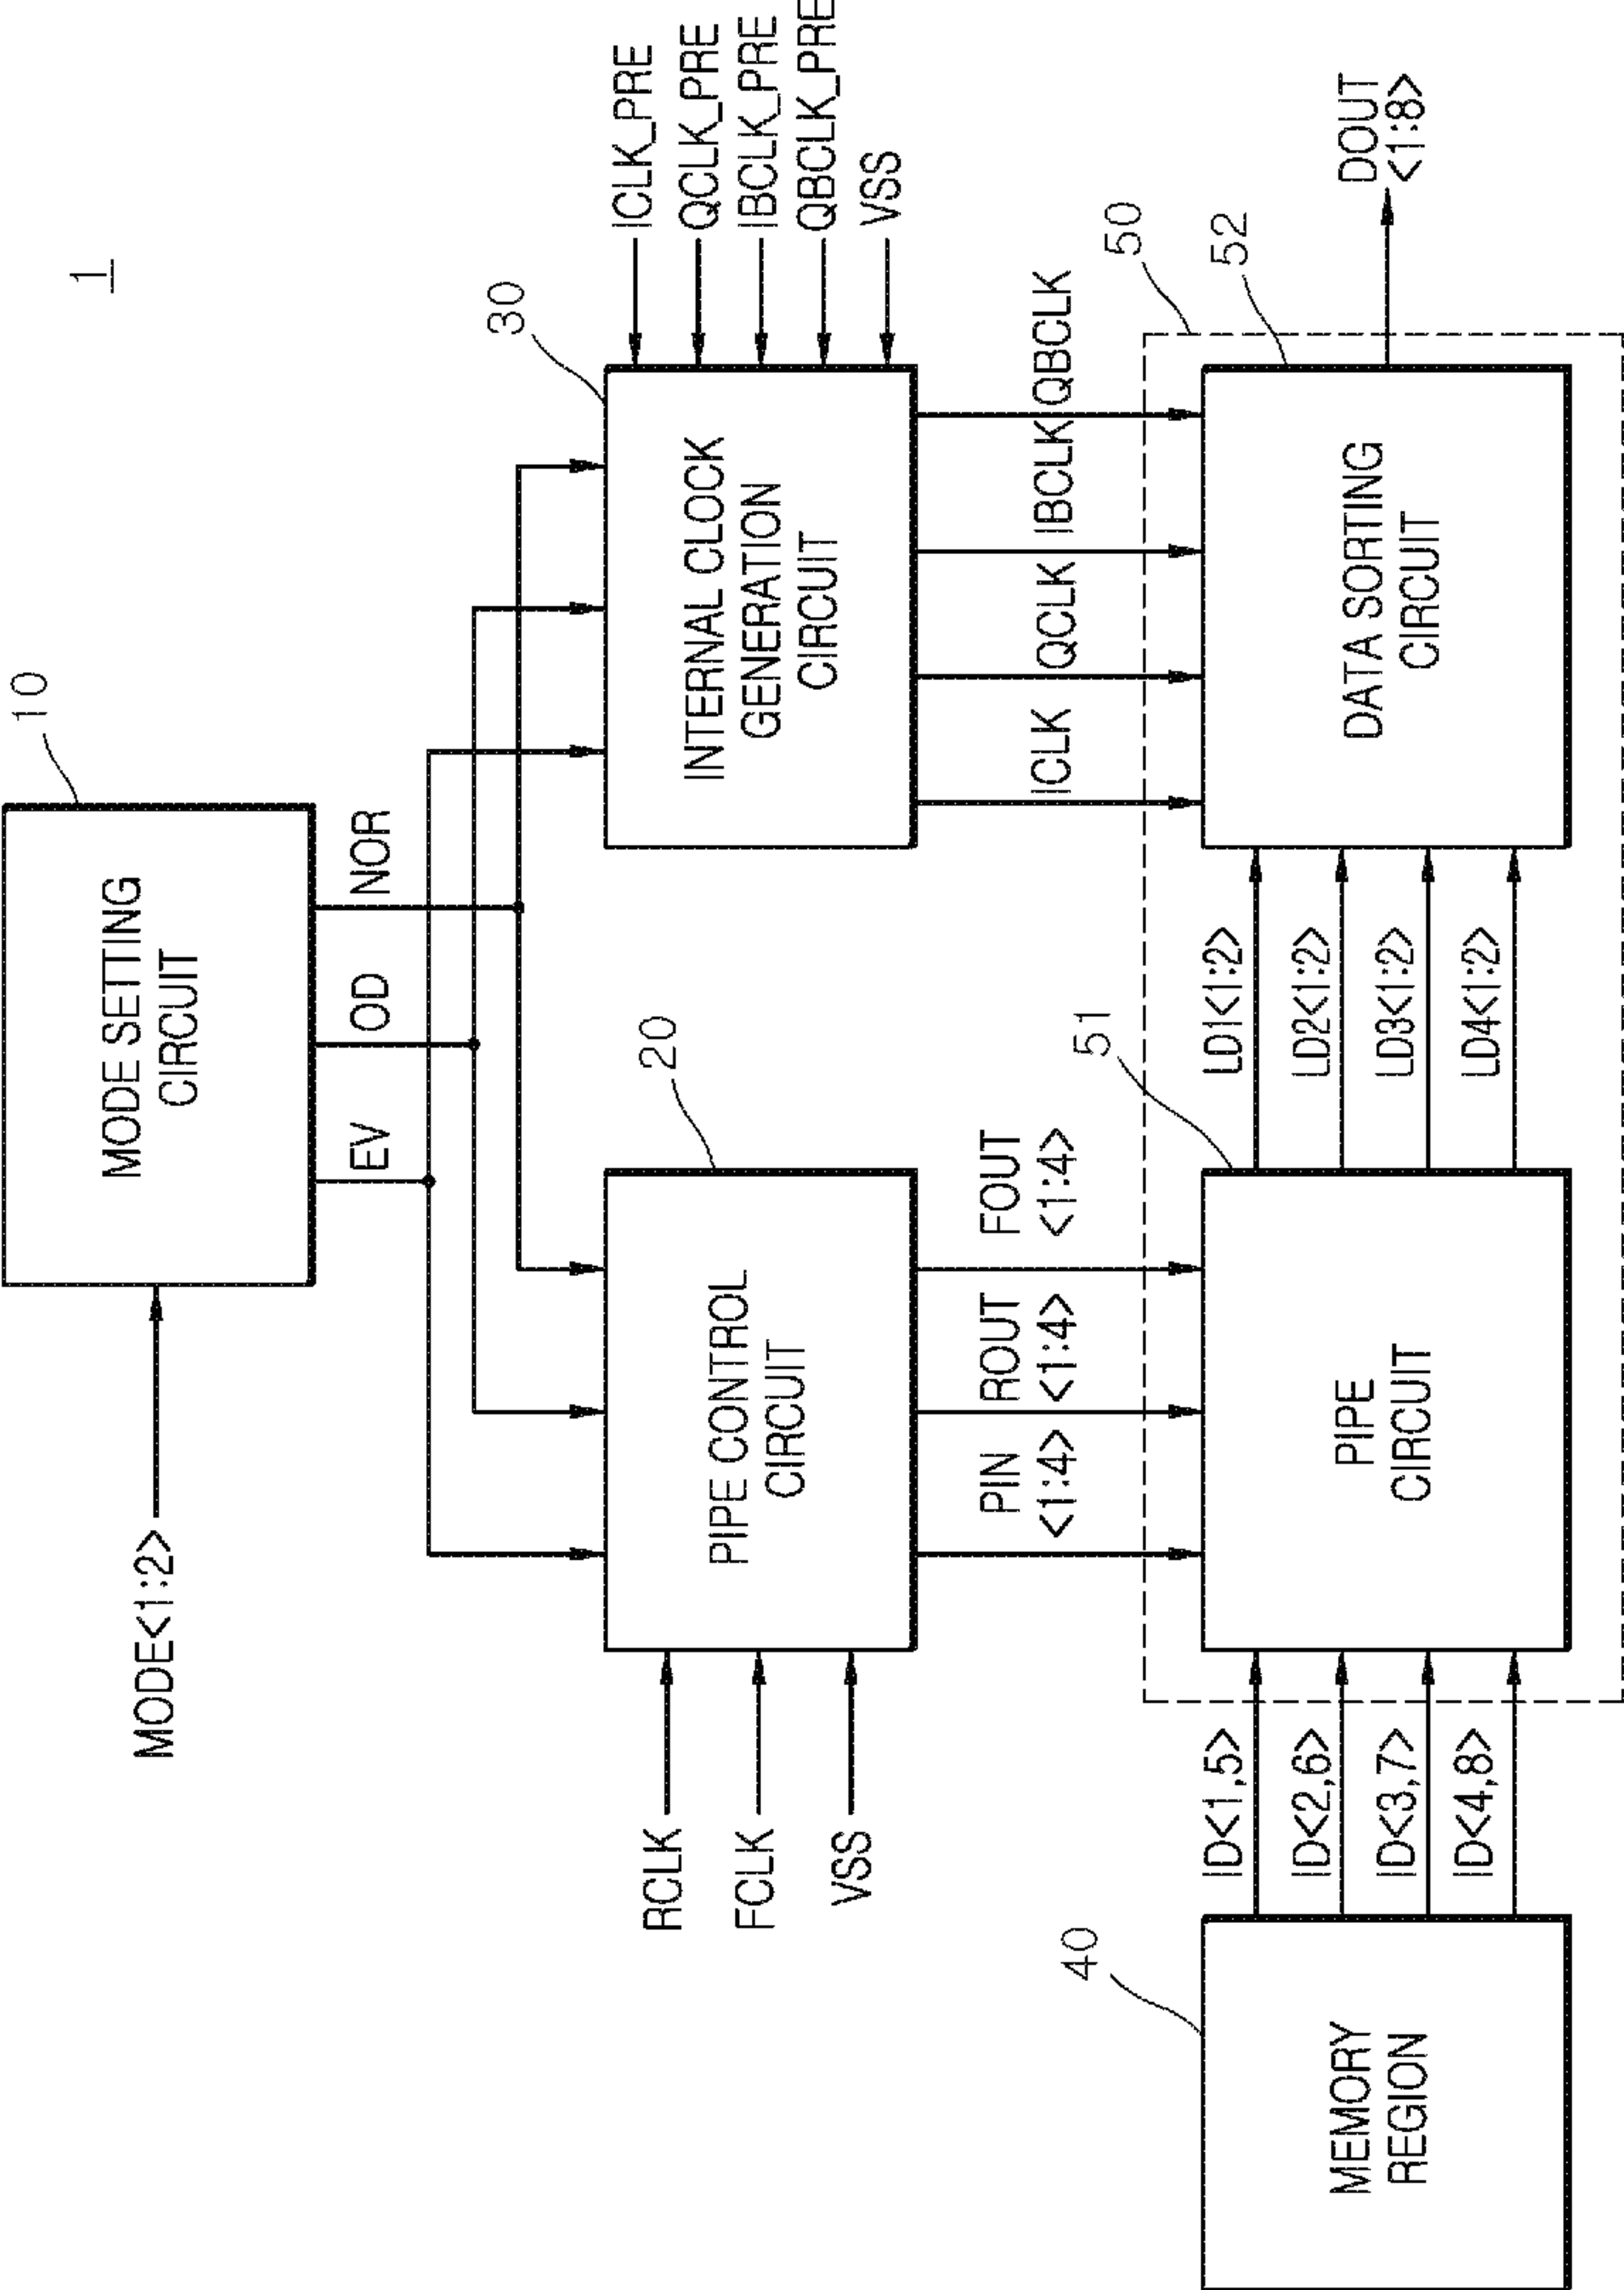 1
10
MODE SETTING
CIRCUIT
MODE<1:2>
EV
OD
NOR
20
PIPE CONTROL
CIRCUIT
RCLK
FCLK
VSS
30
INTERNAL CLOCK
GENERATION
CIRCUIT
ICLK_PRE
QCLK_PRE
IBCLK_PRE
QBCLK_PRE
VSS
PIN
<1:4>
ROUT
<1:4>
FOUT
<1:4>
ICLK
QCLK
IBCLK
QBCLK
40
MEMORY
REGION
ID<1,5>
ID<2,6>
ID<3,7>
ID<4,8>
50
51
PIPE
CIRCUIT
LD1<1:2>
LD2<1:2>
LD3<1:2>
LD4<1:2>
52
DATA SORTING
CIRCUIT
DOUT
<1:8>